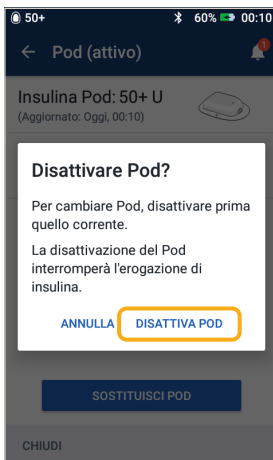 50+ 60% 00:10
Pod (attivo)
Insulina Pod: 50+ U
(Aggiornato: Oggi, 00:10)
Disattivare Pod?
Per cambiare Pod, disattivare prima
quello corrente.
La disattivazione del Pod
interromperà l'erogazione di
insulina.
ANNULLA DISATTIVA POD
SOSTITUISCI POD
CHIUDI